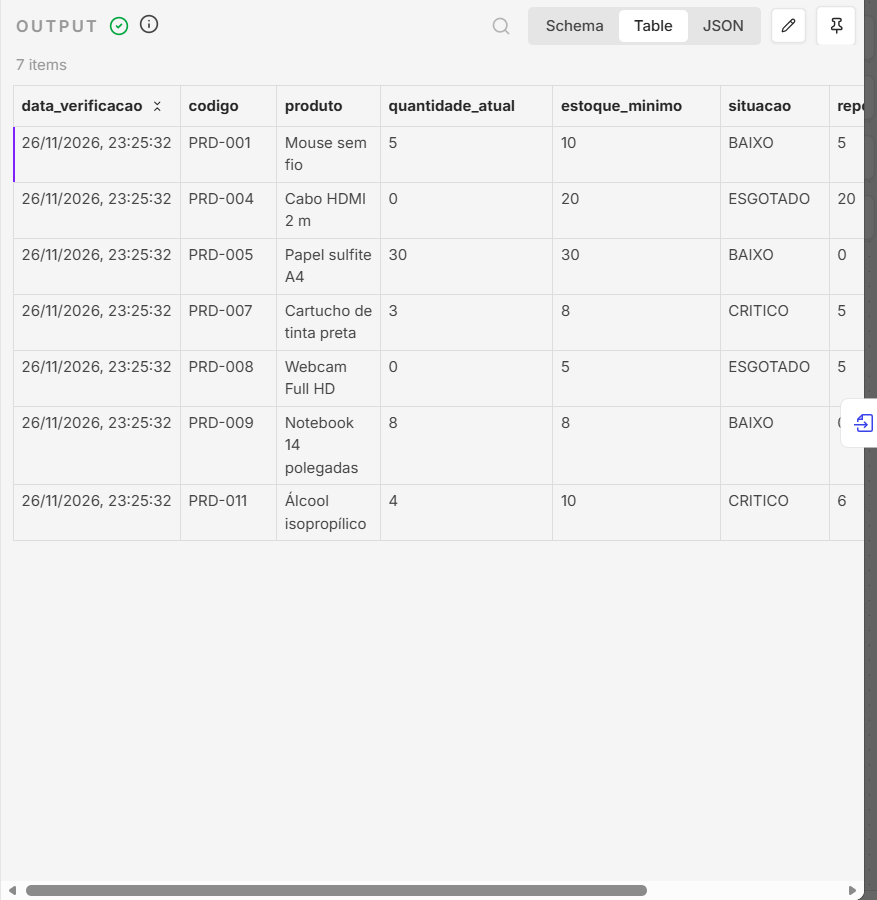 OUTPUT
Schema Table JSON
7 items
data_verificacao codigo produto quantidade_atual estoque_minimo situacao
26/11/2026, 23:25:32 PRD-001 Mouse sem 5 10 BAIXO 5
fio
26/11/2026, 23:25:32 PRD-004 Cabo HDMI 0 20 ESGOTADO 20
2 m
26/11/2026, 23:25:32 PRD-005 Papel sulfite 30 30 BAIXO 0
A4
26/11/2026, 23:25:32 PRD-007 Cartucho de 3 8 CRITICO 5
tinta preta
26/11/2026, 23:25:32 PRD-008 Webcam 0 5 ESGOTADO 5
Full HD
26/11/2026, 23:25:32 PRD-009 Notebook 8 8 BAIXO
14
polegadas
26/11/2026, 23:25:32 PRD-011 Álcool 4 10 CRITICO 6
isopropílico